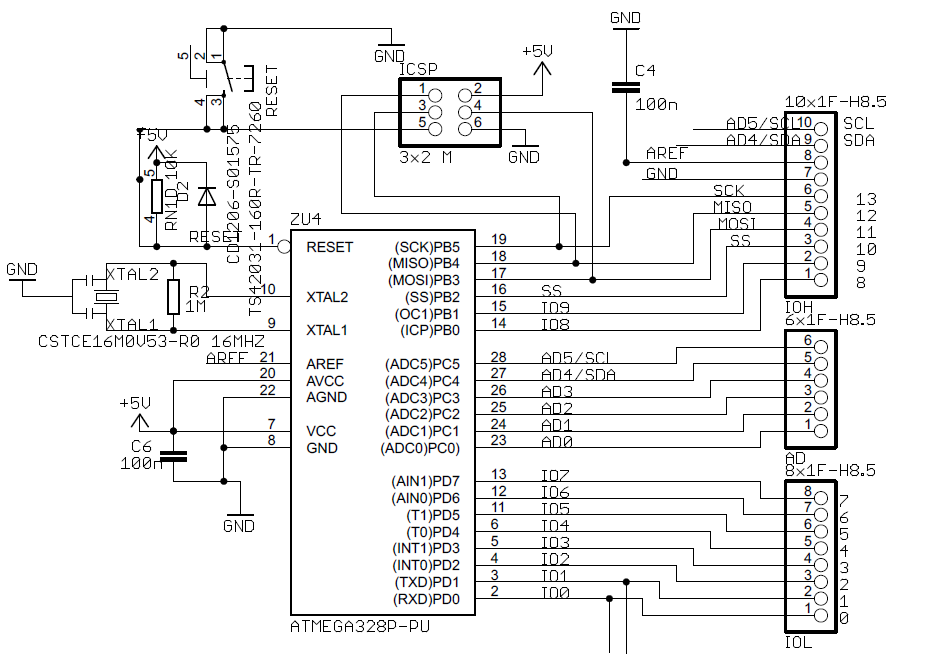 GND
+5V
GND
ICSP
C4
100n
5
2
1
4
3
RESET
1
2
3
4
5
6
3x2 M
GND
10x1F-H8.5
AD5/SCL
10
SCL
AD4/SDA
9
SDA
AREF
8
GND
7
SCK
6
13
MISO
5
12
MOSI
4
11
SS
3
10
2
9
1
8
IOH
+5V
5
4
RN1D 10K
D2
CD1206-S01575
TS42031-160R-TR-7260
RESET
GND
XTAL2
XTAL1
R2
1M
CSTCE16M0V53-R0 16MHZ
AREF
+5V
C6
100n
GND
ZU4
1 RESET
10 XTAL2
9 XTAL1
21 AREF
20 AVCC
22 AGND
7 VCC
8 GND
(SCK)PB5 19
(MISO)PB4 18
(MOSI)PB3 17
(SS)PB2 16 SS
(OC1)PB1 15 IO9
(ICP)PB0 14 IO8
(ADC5)PC5 28 AD5/SCL
(ADC4)PC4 27 AD4/SDA
(ADC3)PC3 26 AD3
(ADC2)PC2 25 AD2
(ADC1)PC1 24 AD1
(ADC0)PC0) 23 AD0
(AIN1)PD7 13 IO7
(AIN0)PD6 12 IO6
(T1)PD5 11 IO5
(T0)PD4 6 IO4
(INT1)PD3 5 IO3
(INT0)PD2 4 IO2
(TXD)PD1 3 IO1
(RXD)PD0 2 IO0
ATMEGA328P-PU
6x1F-H8.5
6
5
4
3
2
1
AD
8x1F-H8.5
8 7
7 6
6 5
5 4
4 3
3 2
2 1
1 0
IOL